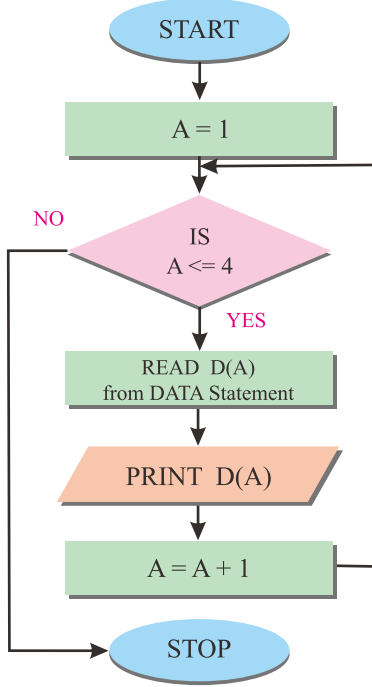 START
A = 1
IS
A <= 4
NO
YES
READ D(A)
from DATA Statement
PRINT D(A)
A = A + 1
STOP